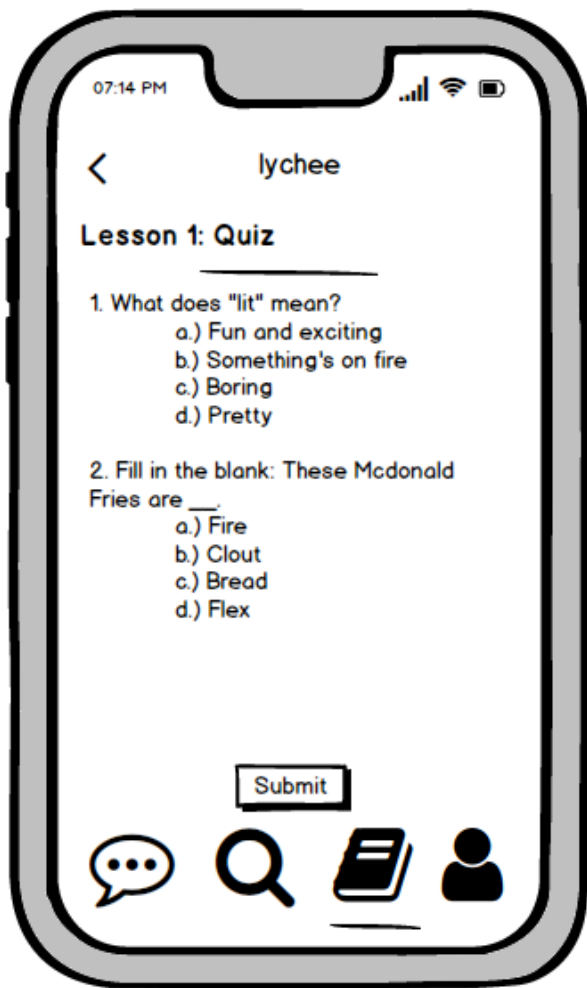 07:14 PM
lychee
Lesson 1: Quiz
1. What does "lit" mean?
a.) Fun and exciting
b.) Something's on fire
c.) Boring
d.) Pretty
2. Fill in the blank: These Mcdonald
Fries are __.
a.) Fire
b.) Clout
c.) Bread
d.) Flex
Submit